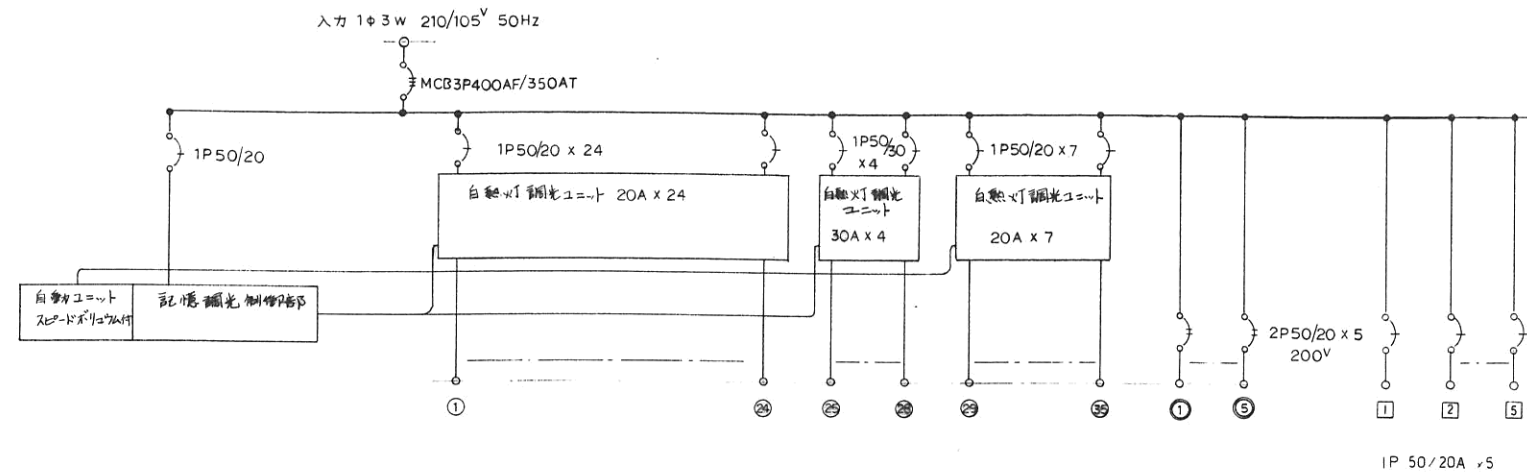 入力 1φ3W 210/105V 50Hz
MCB3P400AF/350AT
1P50/20
1P50/20 x 24
1P50/30
x 4
1P50/20 x 7
白熱灯調光ユニット 20A x 24
白熱灯調光
ユニット
30A x 4
白熱灯調光ユニット
20A x 7
自動ユニット
スピードボリュウム付
記憶調光制御部
2P50/20 x 5
200V
① ㉔ ㉕ ㉘ ㉙ ㉟ ① ⑤ 1 2 5
1P 50/20A x5